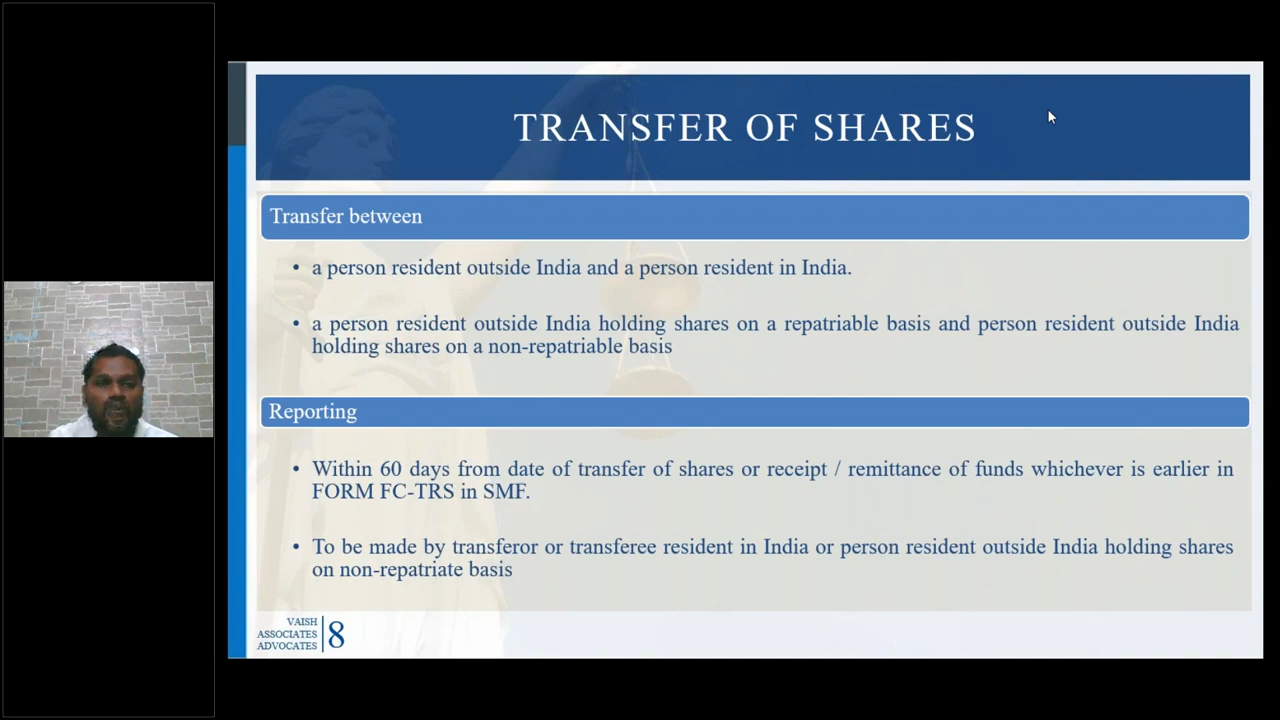 TRANSFER OF SHARES
Transfer between
• a person resident outside India and a person resident in India.
• a person resident outside India holding shares on a repatriable basis and person resident outside India
holding shares on a non-repatriable basis
Reporting
• Within 60 days from date of transfer of shares or receipt / remittance of funds whichever is earlier in
FORM FC-TRS in SMF.
• To be made by transferor or transferee resident in India or person resident outside India holding shares
on non-repatriate basis
VAISH
ASSOCIATES
ADVOCATES
8